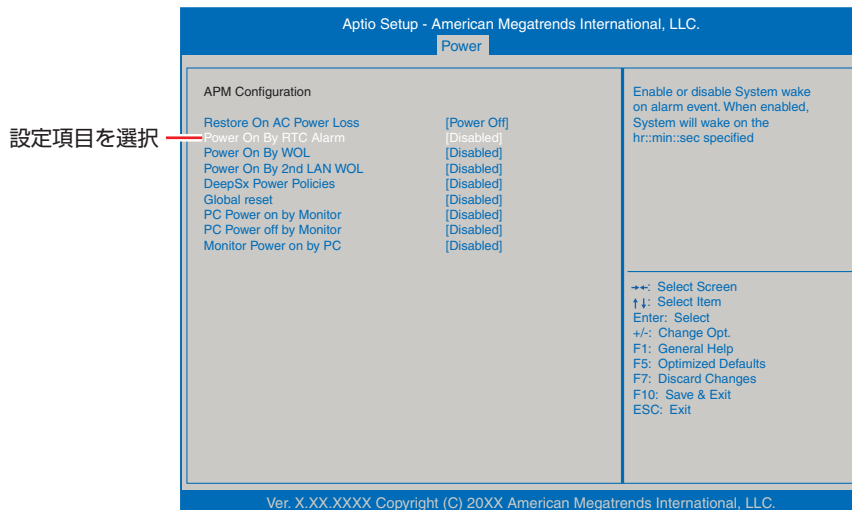 Aptio Setup - American Megatrends International, LLC.
Power
APM Configuration
Restore On AC Power Loss [Power Off]
設定項目を選択
Power On By RTC Alarm [Disabled]
Power On By WOL [Disabled]
Power On By 2nd LAN WOL [Disabled]
DeepSx Power Policies [Disabled]
Global reset [Disabled]
PC Power on by Monitor [Disabled]
PC Power off by Monitor [Disabled]
Monitor Power on by PC [Disabled]
Enable or disable System wake
on alarm event. When enabled,
System will wake on the
hr::min::sec specified
→←: Select Screen
↑↓: Select Item
Enter: Select
+/-: Change Opt.
F1: General Help
F5: Optimized Defaults
F7: Discard Changes
F10: Save & Exit
ESC: Exit
Ver. X.XX.XXXX Copyright (C) 20XX American Megatrends International, LLC.